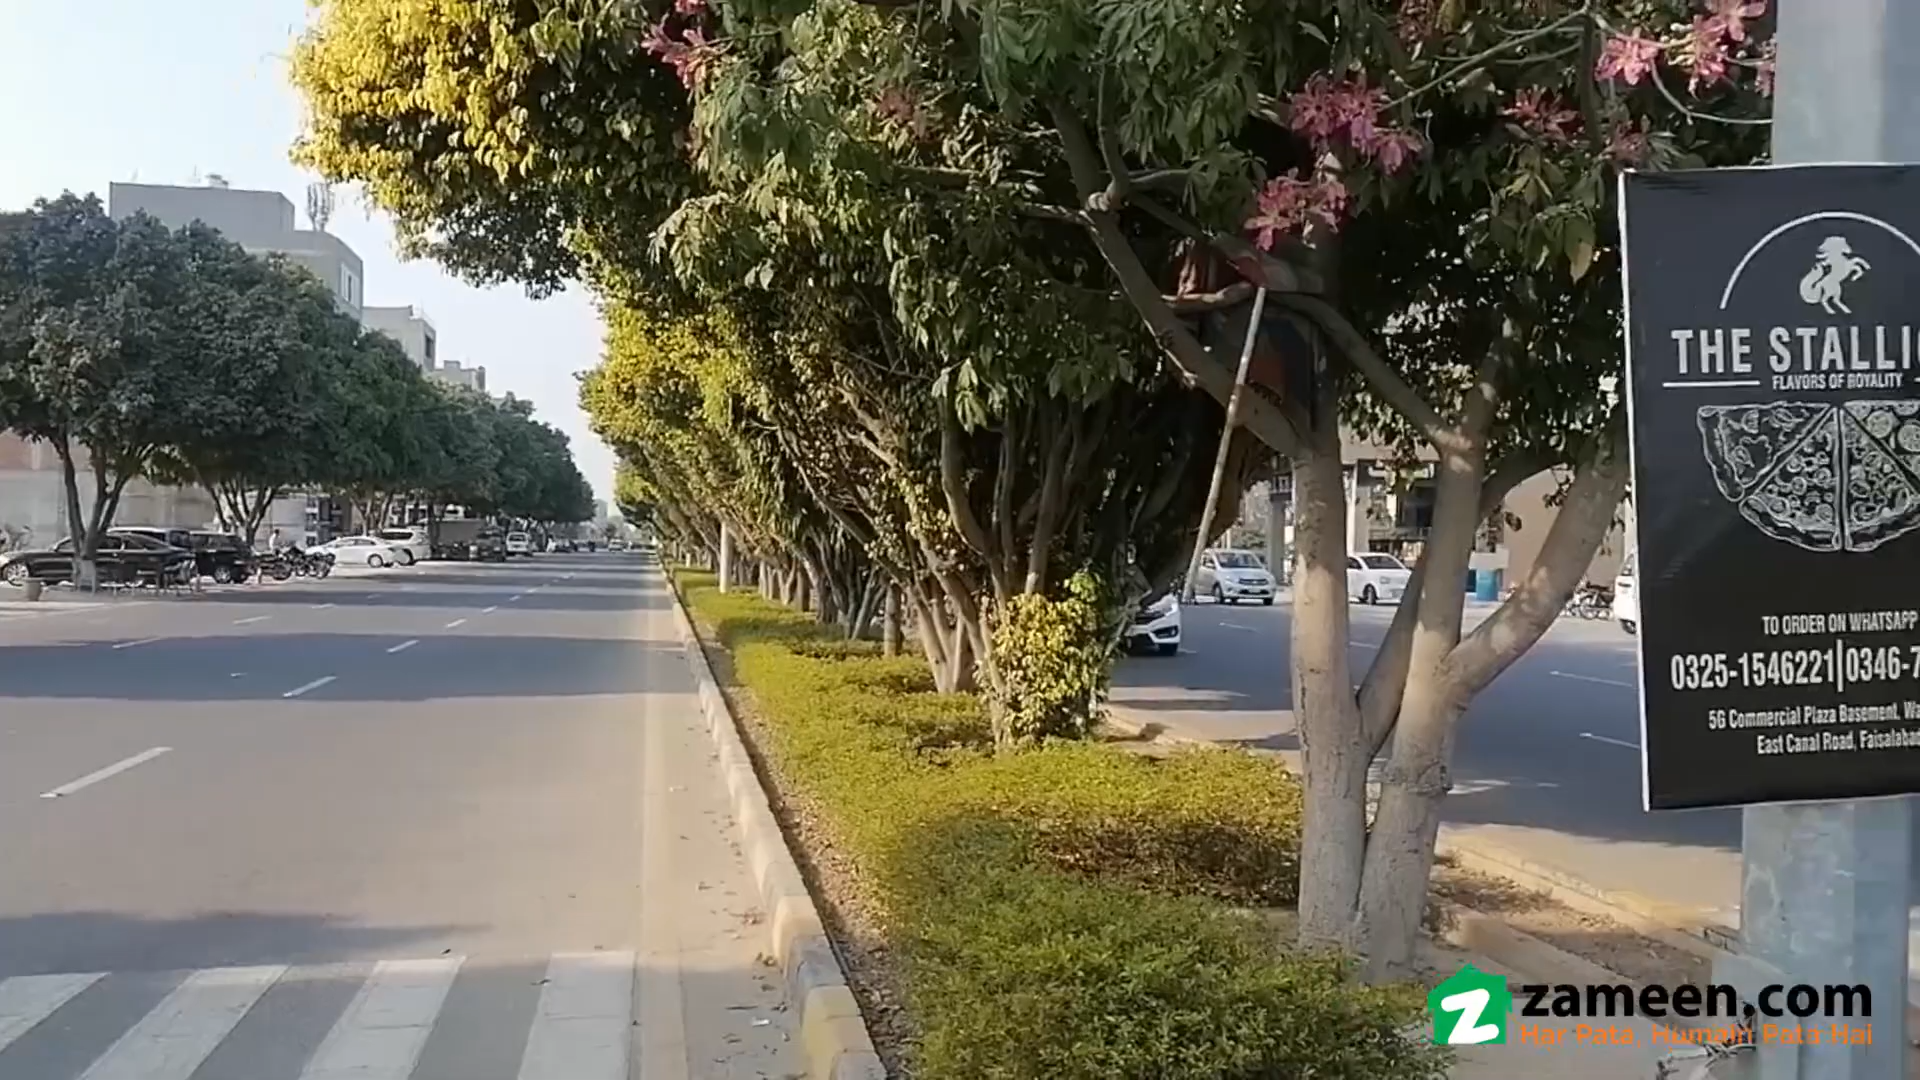 THE STALLIO
FLAVORS OF ROYALITY
TO ORDER ON WHATSAPP
0325-1546221|0346-7
5G Commercial Plaza Basement, Wa
East Canal Road, Faisalabad
zameen.com
Har Pata, Humain Pata Hai